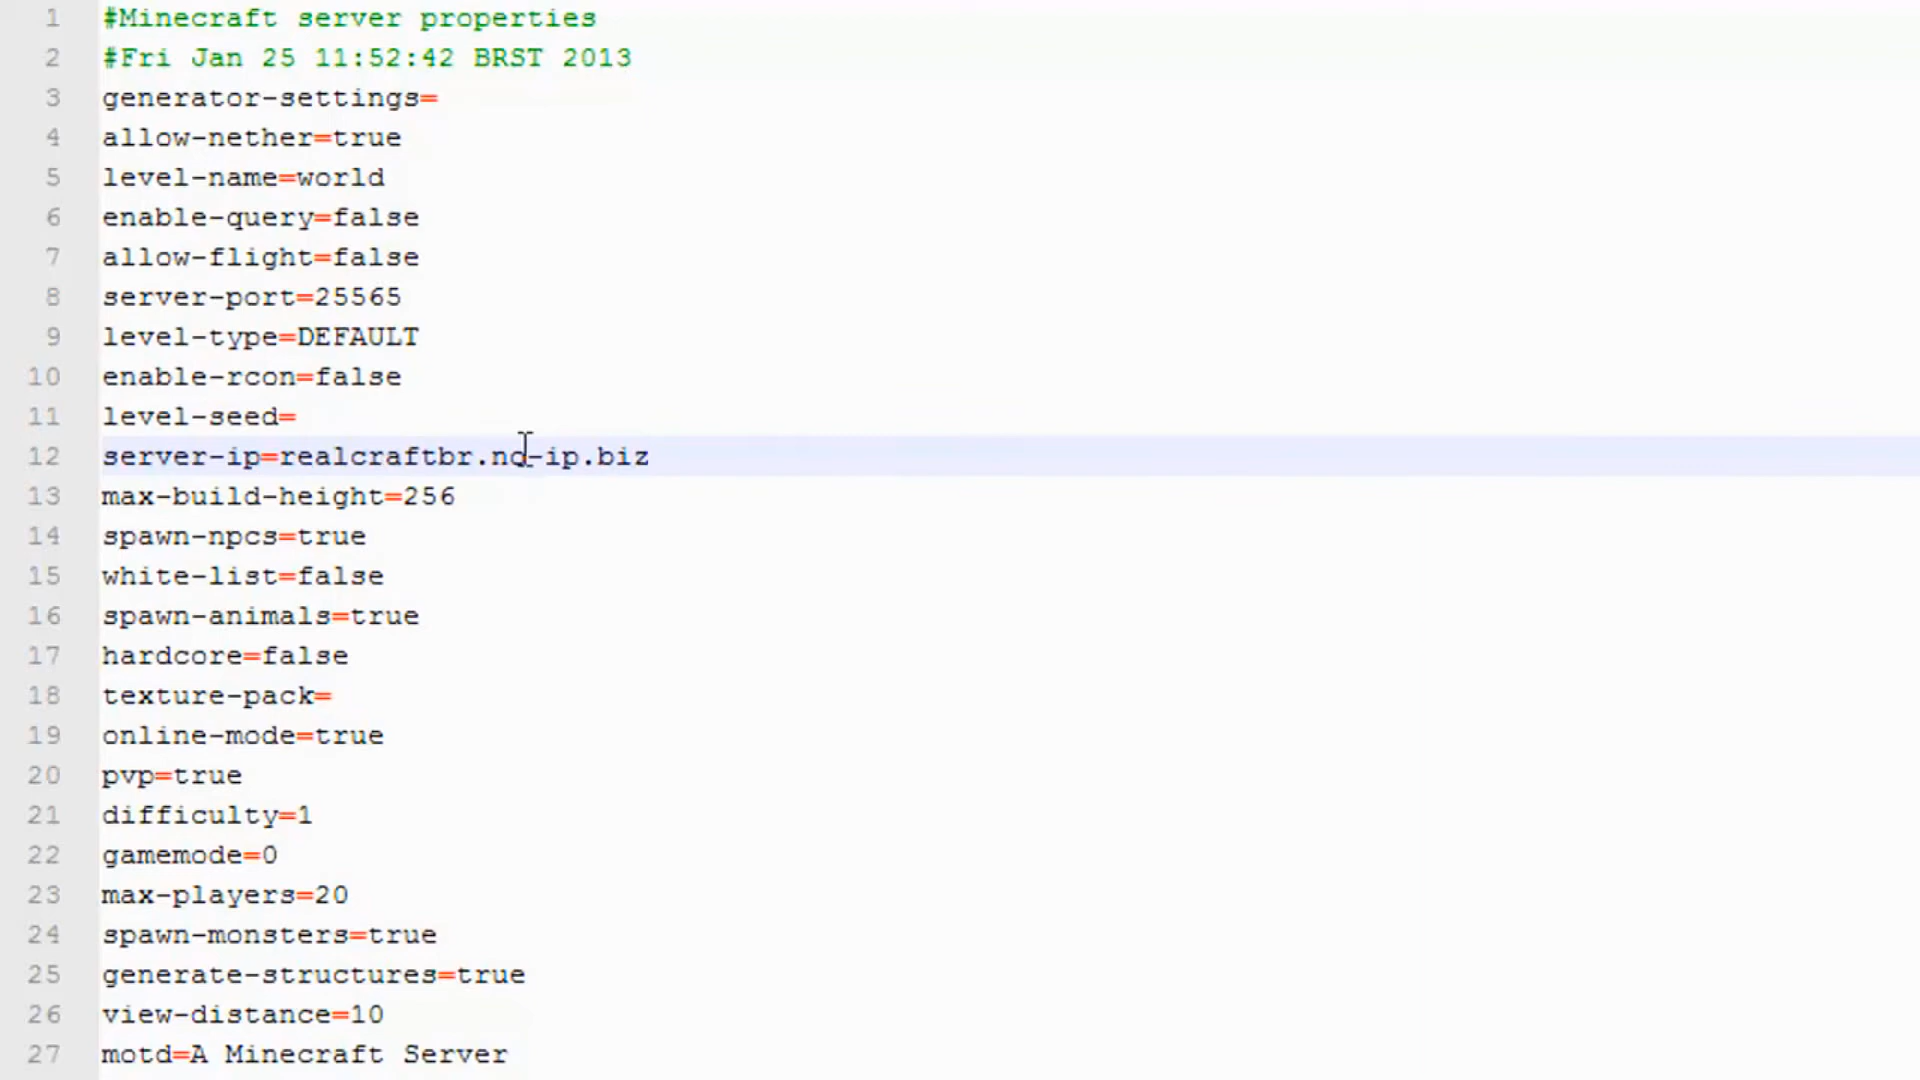 1 #Minecraft server properties
2 #Fri Jan 25 11:52:42 BRST 2013
3 generator-settings=
4 allow-nether=true
5 level-name=world
6 enable-query=false
7 allow-flight=false
8 server-port=25565
9 level-type=DEFAULT
10 enable-rcon=false
11 level-seed=
12 server-ip=realcraftbr.no-ip.biz
13 max-build-height=256
14 spawn-npcs=true
15 white-list=false
16 spawn-animals=true
17 hardcore=false
18 texture-pack=
19 online-mode=true
20 pvp=true
21 difficulty=1
22 gamemode=0
23 max-players=20
24 spawn-monsters=true
25 generate-structures=true
26 view-distance=10
27 motd=A Minecraft Server